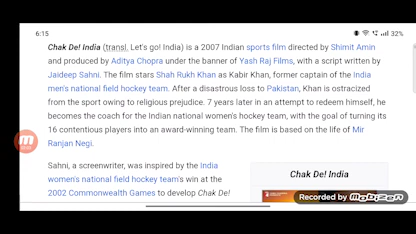 6:15
32%
Chak De! India (transl. Let's go! India) is a 2007 Indian sports film directed by Shimit Amin
and produced by Aditya Chopra under the banner of Yash Raj Films, with a script written by
Jaideep Sahni. The film stars Shah Rukh Khan as Kabir Khan, former captain of the India
men's national field hockey team. After a disastrous loss to Pakistan, Khan is ostracized
from the sport owing to religious prejudice. 7 years later in an attempt to redeem himself, he
becomes the coach for the Indian national women's hockey team, with the goal of turning its
16 contentious players into an award-winning team. The film is based on the life of Mir
Ranjan Negi.
Sahni, a screenwriter, was inspired by the India
women's national field hockey team's win at the
2002 Commonwealth Games to develop Chak De!
Chak De! India
Recorded by Mobizen